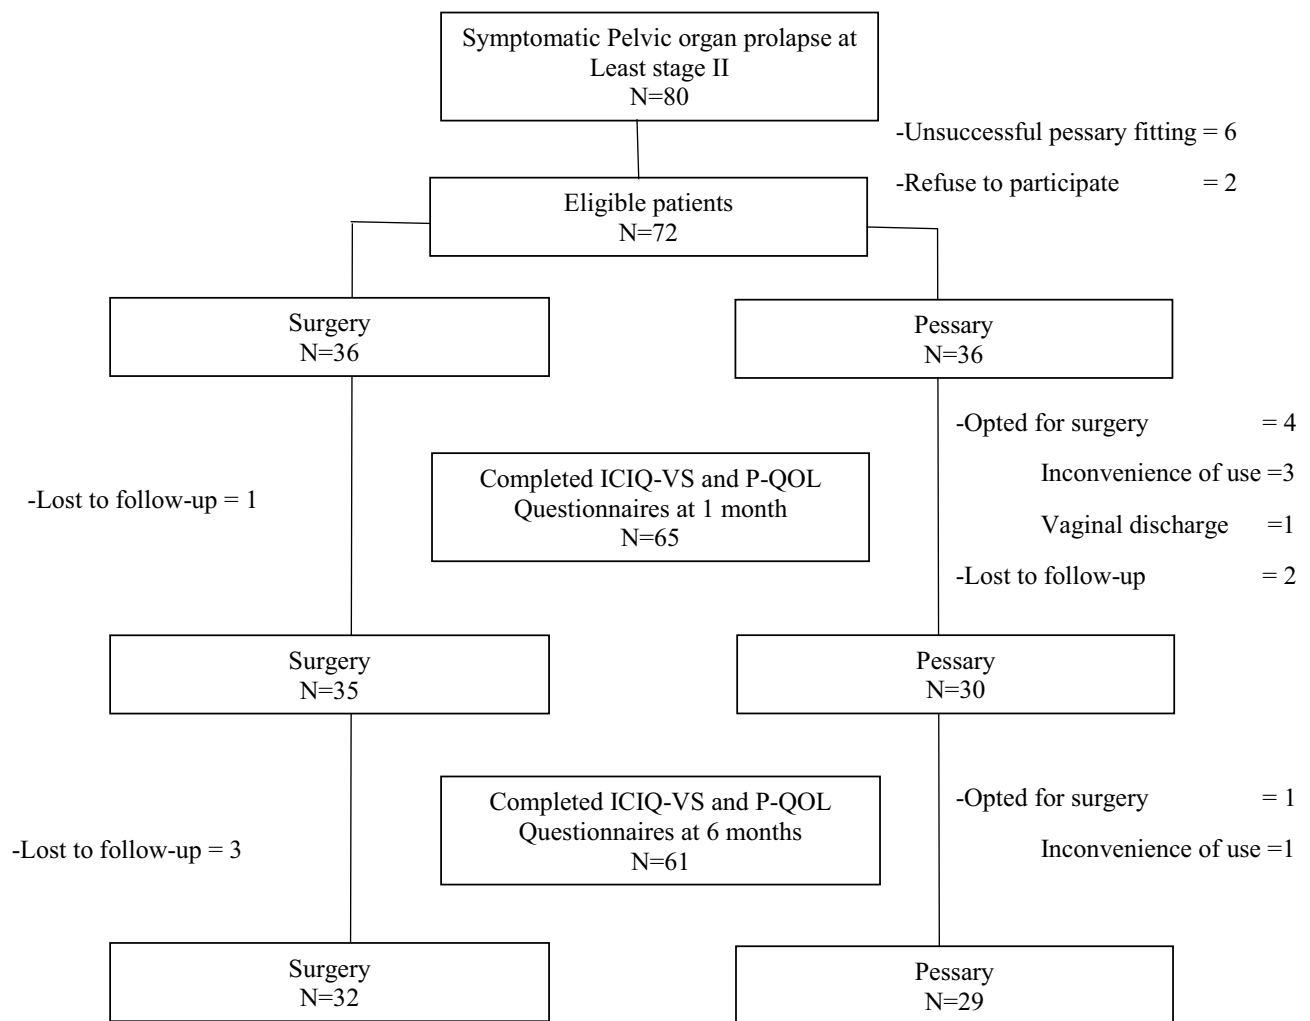 Symptomatic Pelvic organ prolapse at
Least stage II
N=80
-Unsuccessful pessary fitting = 6
-Refuse to participate = 2
Eligible patients
N=72
Surgery
N=36
Pessary
N=36
-Lost to follow-up = 1
Completed ICIQ-VS and P-QOL
Questionnaires at 1 month
N=65
-Opted for surgery = 4
Inconvenience of use =3
Vaginal discharge =1
-Lost to follow-up = 2
Surgery
N=35
Pessary
N=30
-Lost to follow-up = 3
Completed ICIQ-VS and P-QOL
Questionnaires at 6 months
N=61
-Opted for surgery = 1
Inconvenience of use =1
Surgery
N=32
Pessary
N=29